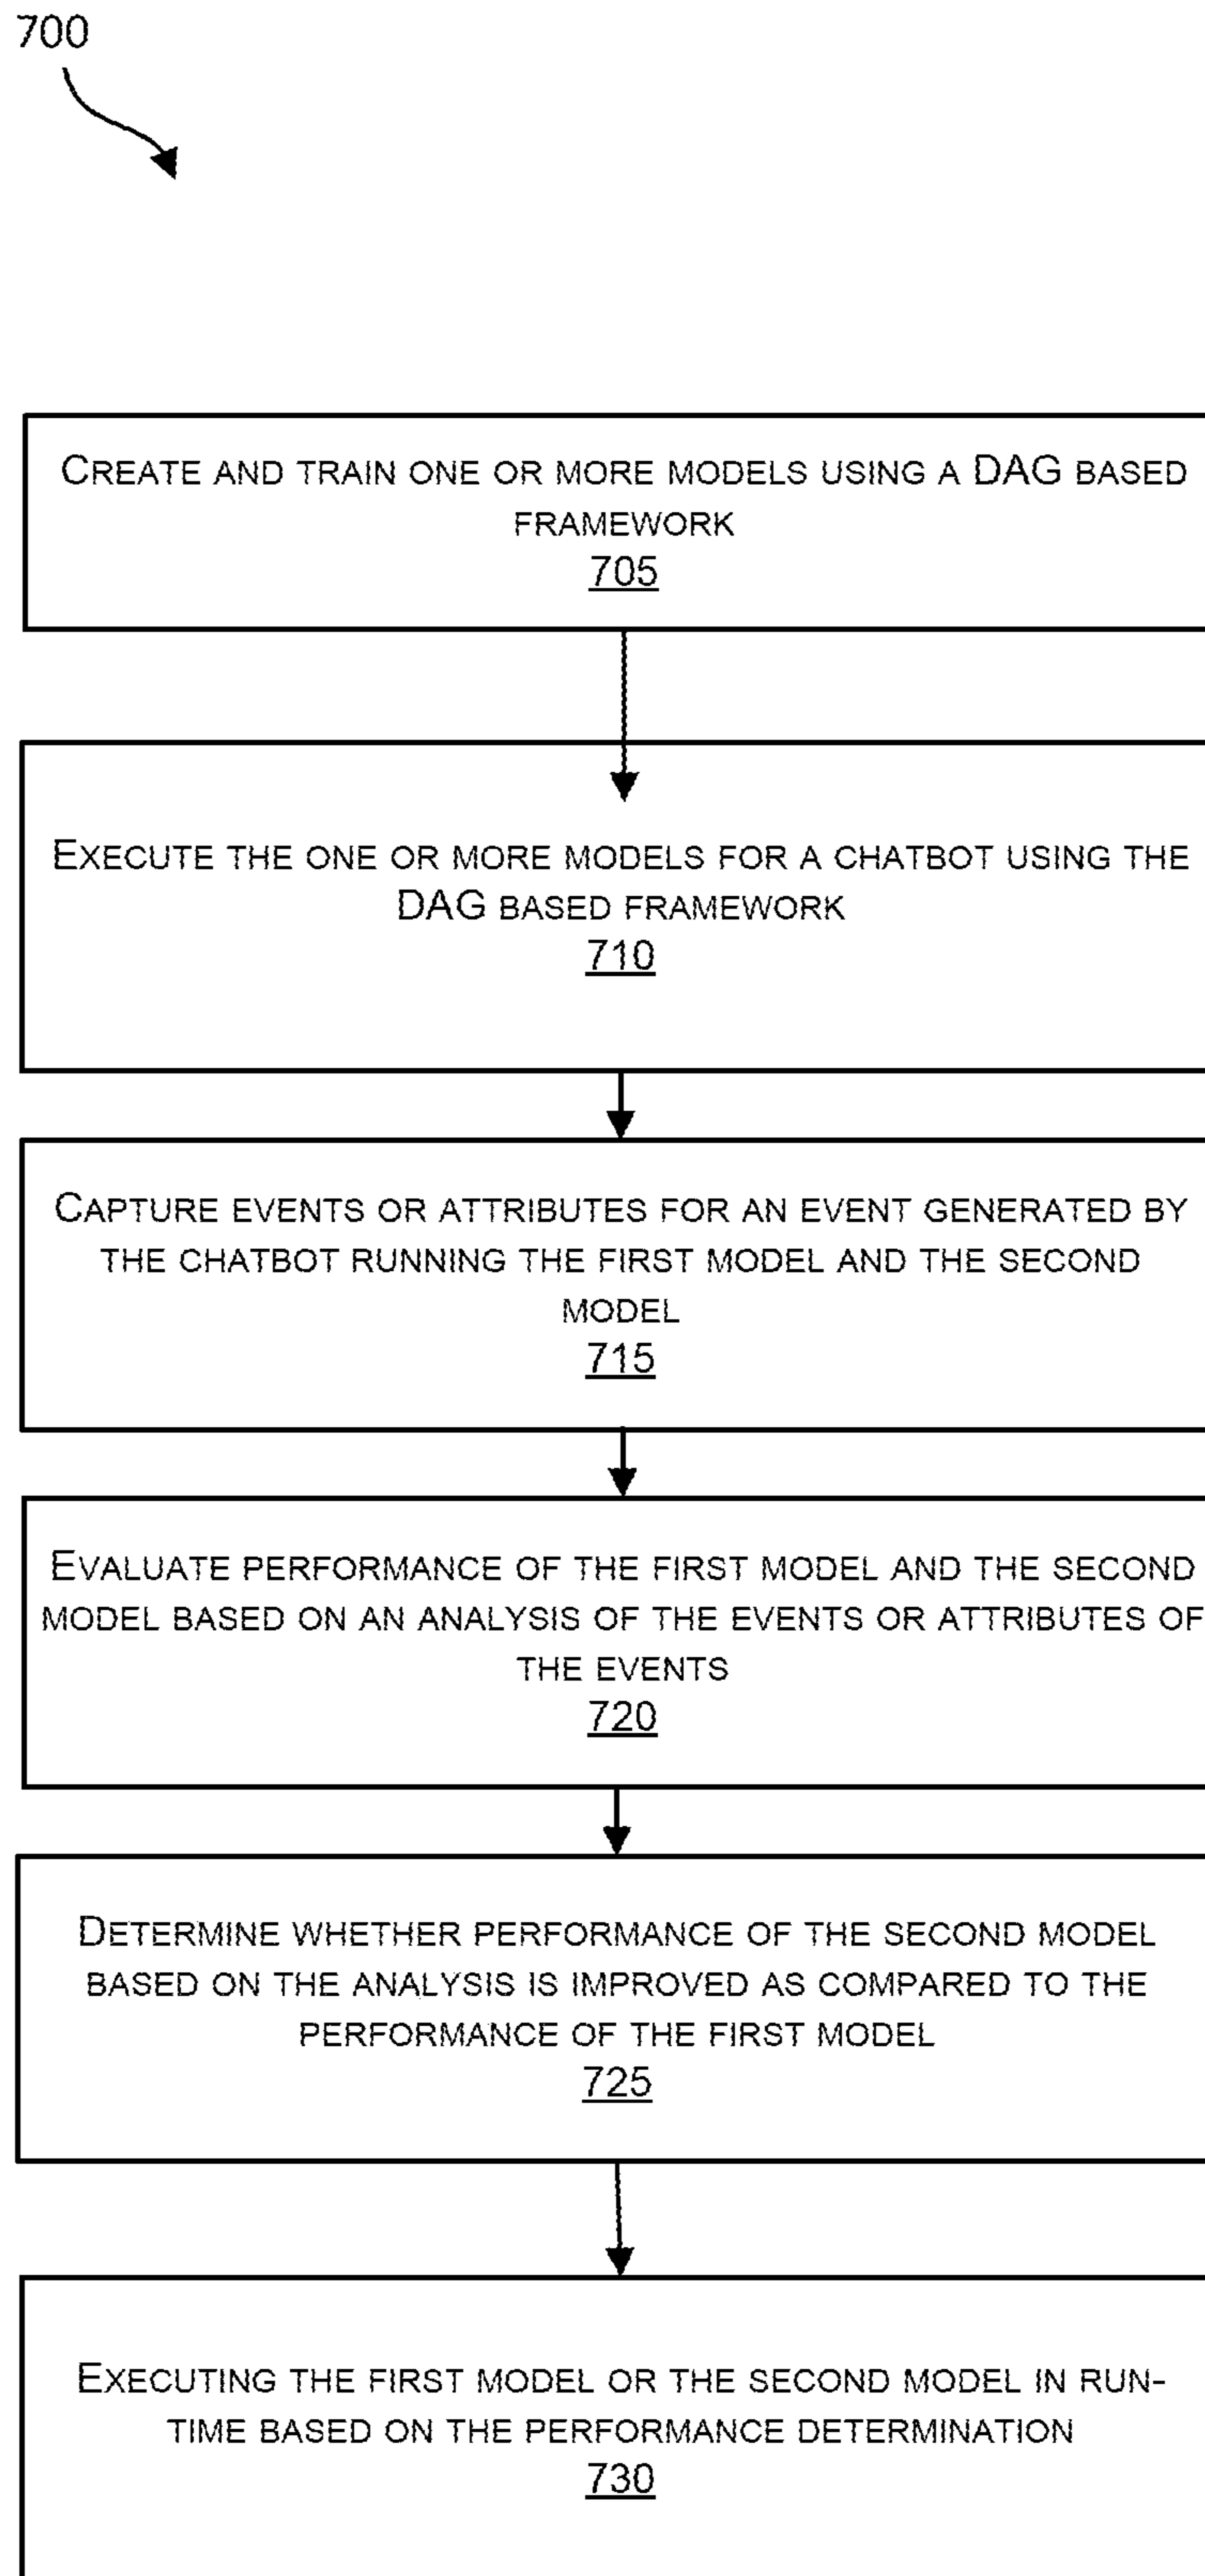 700
CREATE AND TRAIN ONE OR MORE MODELS USING A DAG BASED
FRAMEWORK
705
EXECUTE THE ONE OR MORE MODELS FOR A CHATBOT USING THE
DAG BASED FRAMEWORK
710
CAPTURE EVENTS OR ATTRIBUTES FOR AN EVENT GENERATED BY
THE CHATBOT RUNNING THE FIRST MODEL AND THE SECOND
MODEL
715
EVALUATE PERFORMANCE OF THE FIRST MODEL AND THE SECOND
MODEL BASED ON AN ANALYSIS OF THE EVENTS OR ATTRIBUTES OF
THE EVENTS
720
DETERMINE WHETHER PERFORMANCE OF THE SECOND MODEL
BASED ON THE ANALYSIS IS IMPROVED AS COMPARED TO THE
PERFORMANCE OF THE FIRST MODEL
725
EXECUTING THE FIRST MODEL OR THE SECOND MODEL IN RUN-
TIME BASED ON THE PERFORMANCE DETERMINATION
730